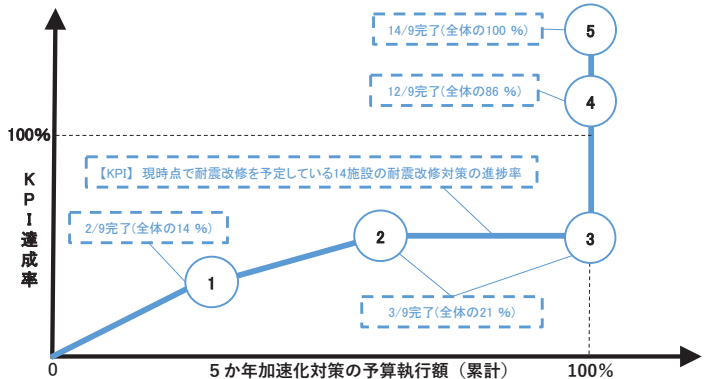 14/9完了(全体の100 %)
5
12/9完了(全体の86 %)
4
100%
【KPI】 現時点で耐震改修を予定している14施設の耐震改修対策の進捗率
KPI達成率
2/9完了(全体の14 %)
2
3
1
3/9完了(全体の21 %)
0
5か年加速化対策の予算執行額（累計）
100%